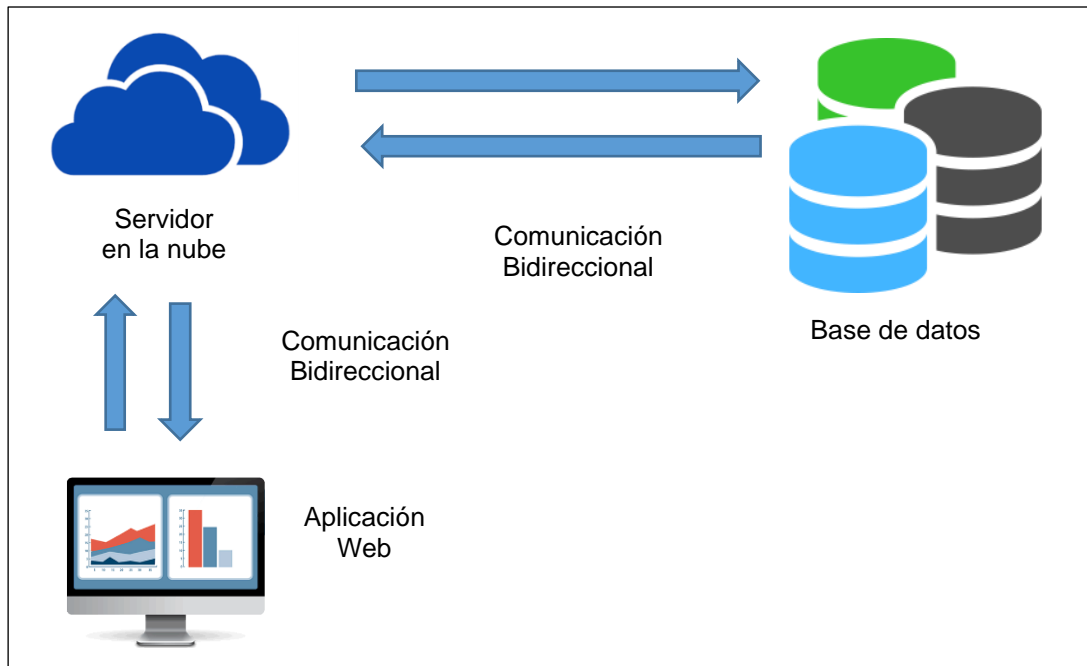 Servidor
en la nube
Comunicación
Bidireccional
Base de datos
Comunicación
Bidireccional
Aplicación
Web